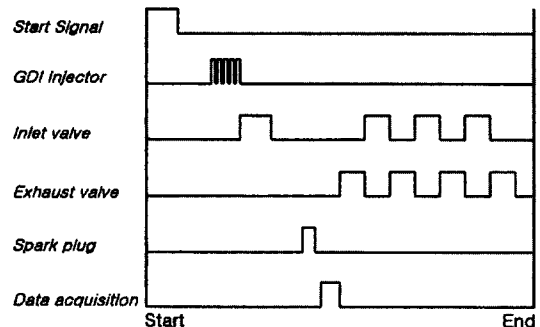 Start Signal
GDI Injector
Inlet valve
Exhaust valve
Spark plug
Data acquisition
Start End